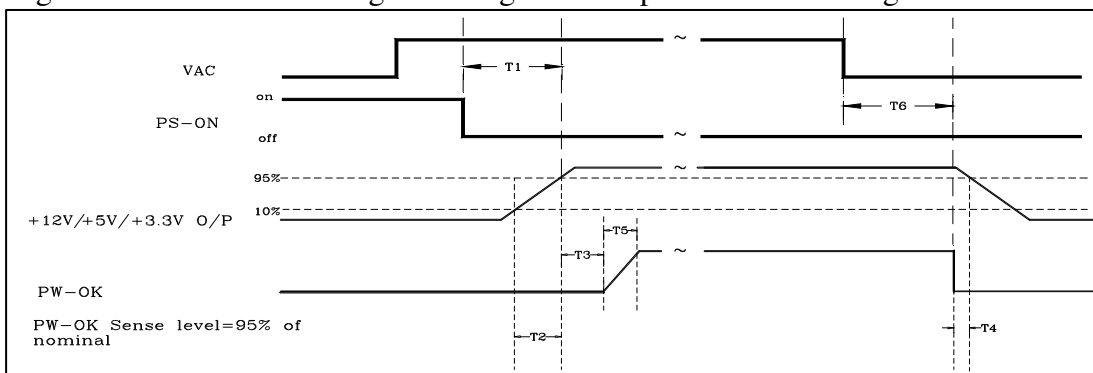 VAC
T1
~
T6
on
PS-ON
off
~
95%
~
10%
+12V/+5V/+3.3V O/P
T5
T3
~
PW-OK
PW-OK Sense level=95% of
nominal
T2
T4